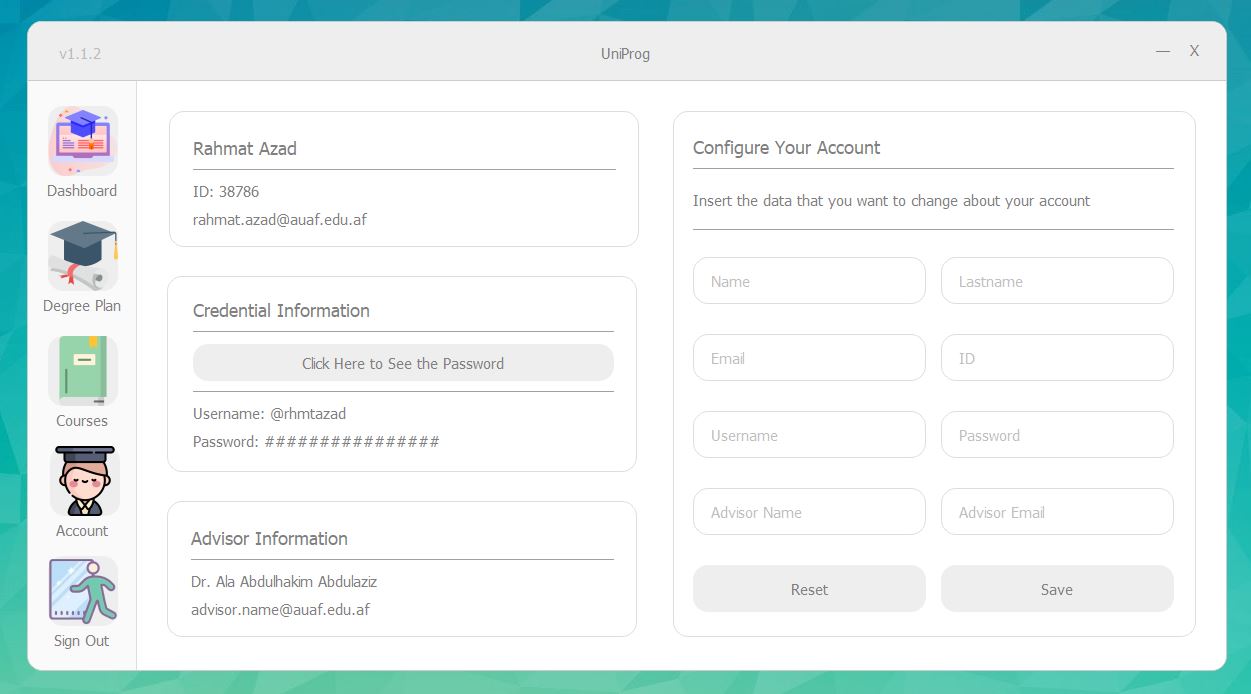 v1.1.2
UniProg
— X
Dashboard
Degree Plan
Courses
Account
Sign Out
Rahmat Azad
ID: 38786
rahmat.azad@auaf.edu.af
Credential Information
Click Here to See the Password
Username: @rhmtazad
Password: ################
Advisor Information
Dr. Ala Abdulhakim Abdulaziz
advisor.name@auaf.edu.af
Configure Your Account
Insert the data that you want to change about your account
Name
Lastname
Email
ID
Username
Password
Advisor Name
Advisor Email
Reset
Save